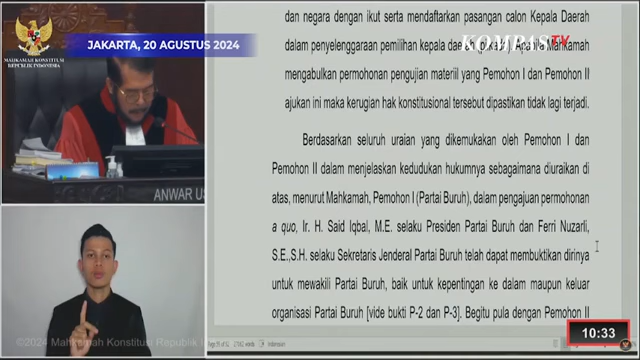 MAHKAMAH KONSTITUSI
REPUBLIK INDONESIA
JAKARTA, 20 AGUSTUS 2024
KOMPASTV
dan negara dengan ikut serta mendaftarkan pasangan calon Kepala Daerah
dalam penyelenggaraan pemilihan kepala daerah
Mahkamah
mengabulkan permohonan pengujian materiil yang Pemohon I dan Pemohon II
ajukan ini maka kerugian hak konstitusional tersebut dipastikan tidak lagi terjadi.
Berdasarkan seluruh uraian yang dikemukakan oleh Pemohon I dan
Pemohon II dalam menjelaskan kedudukan hukumnya sebagaimana diuraikan di
atas, menurut Mahkamah, Pemohon I (Partai Buruh), dalam pengajuan permohonan
a quo, Ir. H. Said Iqbal, M.E. selaku Presiden Partai Buruh dan Ferri Nuzarli,
S.E.,S.H. selaku Sekretaris Jenderal Partai Buruh telah dapat membuktikan dirinya
untuk mewakili Partai Buruh, baik untuk kepentingan ke dalam maupun keluar
organisasi Partai Buruh [vide bukti P-2 dan P-3]. Begitu pula dengan Pemohon II
ANWAR US
©2024 Mahkamah Konstitusi Republik I
words
Indonesian
10:33